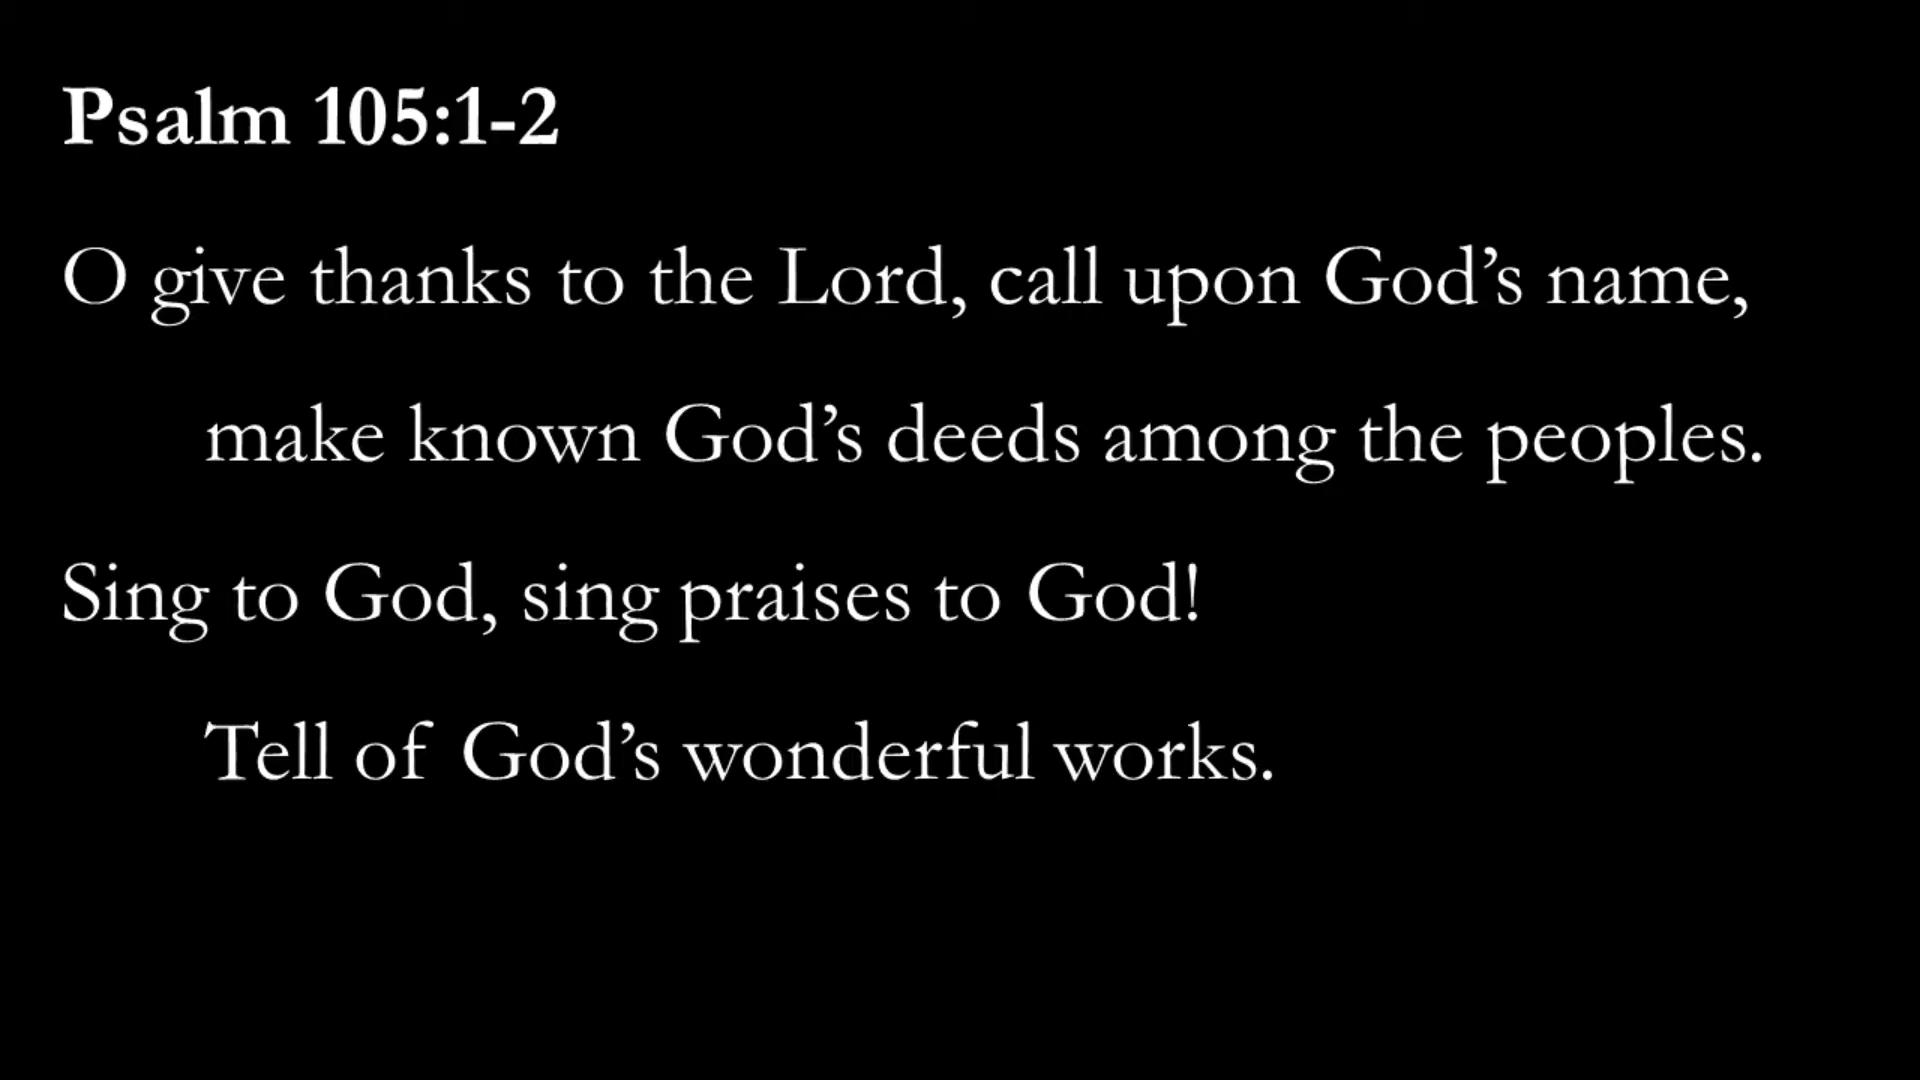 Psalm 105:1-2
O give thanks to the Lord, call upon God’s name,
make known God’s deeds among the peoples.
Sing to God, sing praises to God!
Tell of God’s wonderful works.